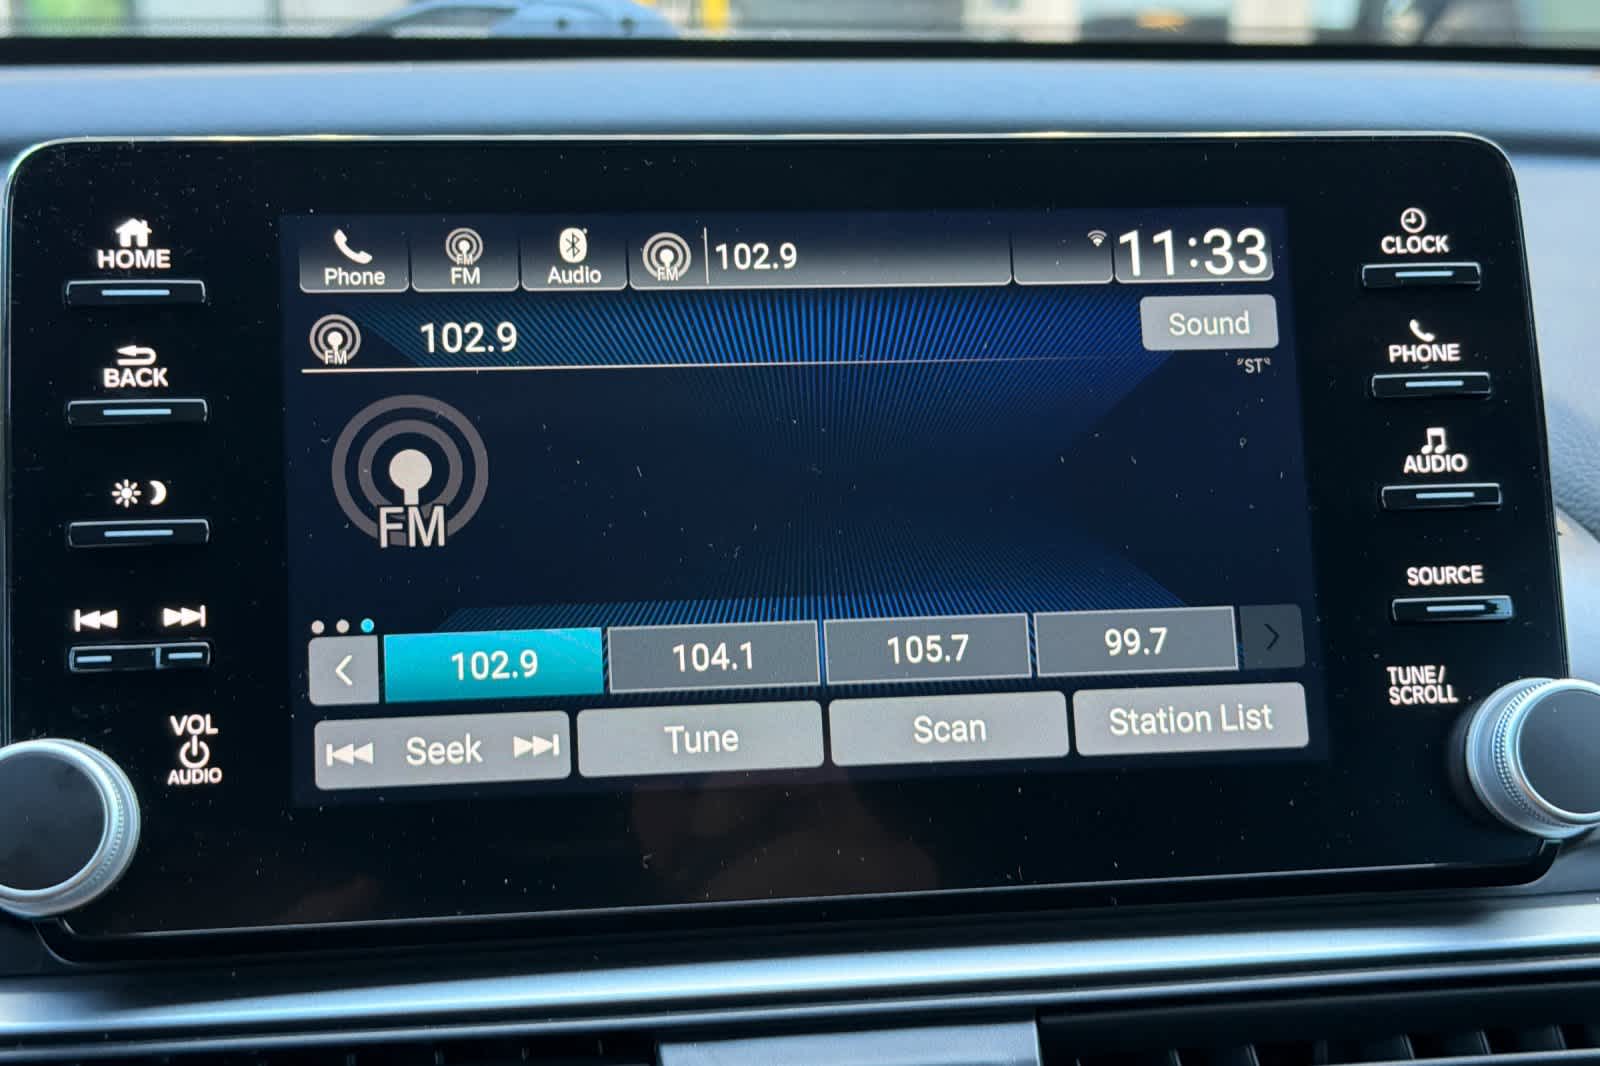 HOME
BACK
VOL
AUDIO
Phone
FM
FM
Audio
FM
102.9
11:33
FM
102.9
Sound
"ST"
FM
102.9
104.1
105.7
99.7
Seek
Tune
Scan
Station List
CLOCK
PHONE
AUDIO
SOURCE
TUNE/
SCROLL